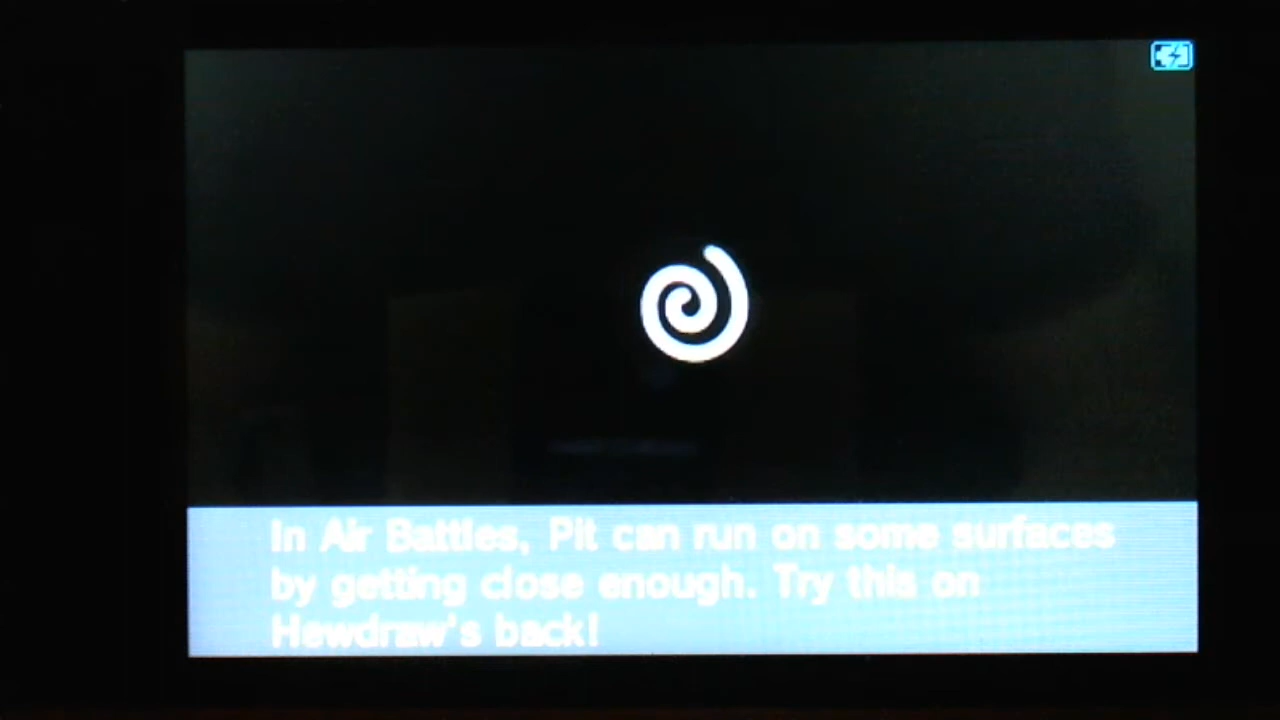 In Air Battles, Pit can run on some surfaces
by getting close enough. Try this on
Hewdraw's back!